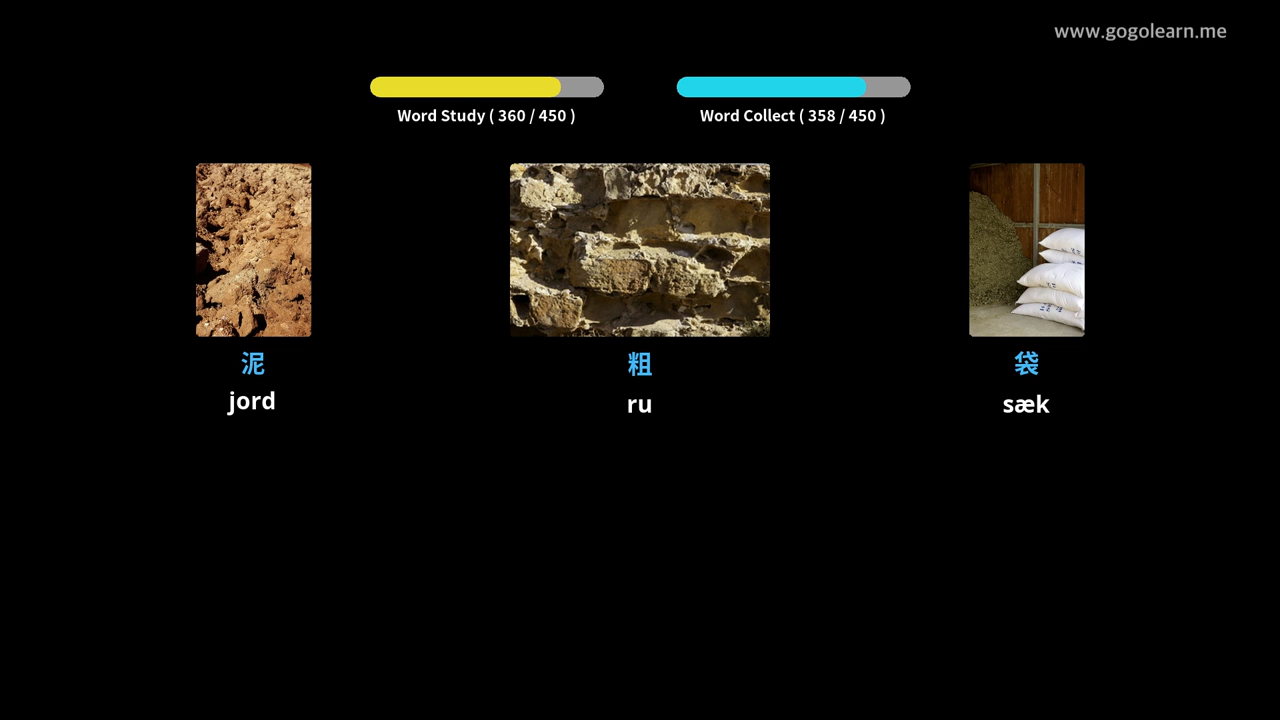 www.gogolearn.me
Word Study ( 360 / 450 )
Word Collect ( 358 / 450 )
泥
粗
袋
jord
ru
sæk